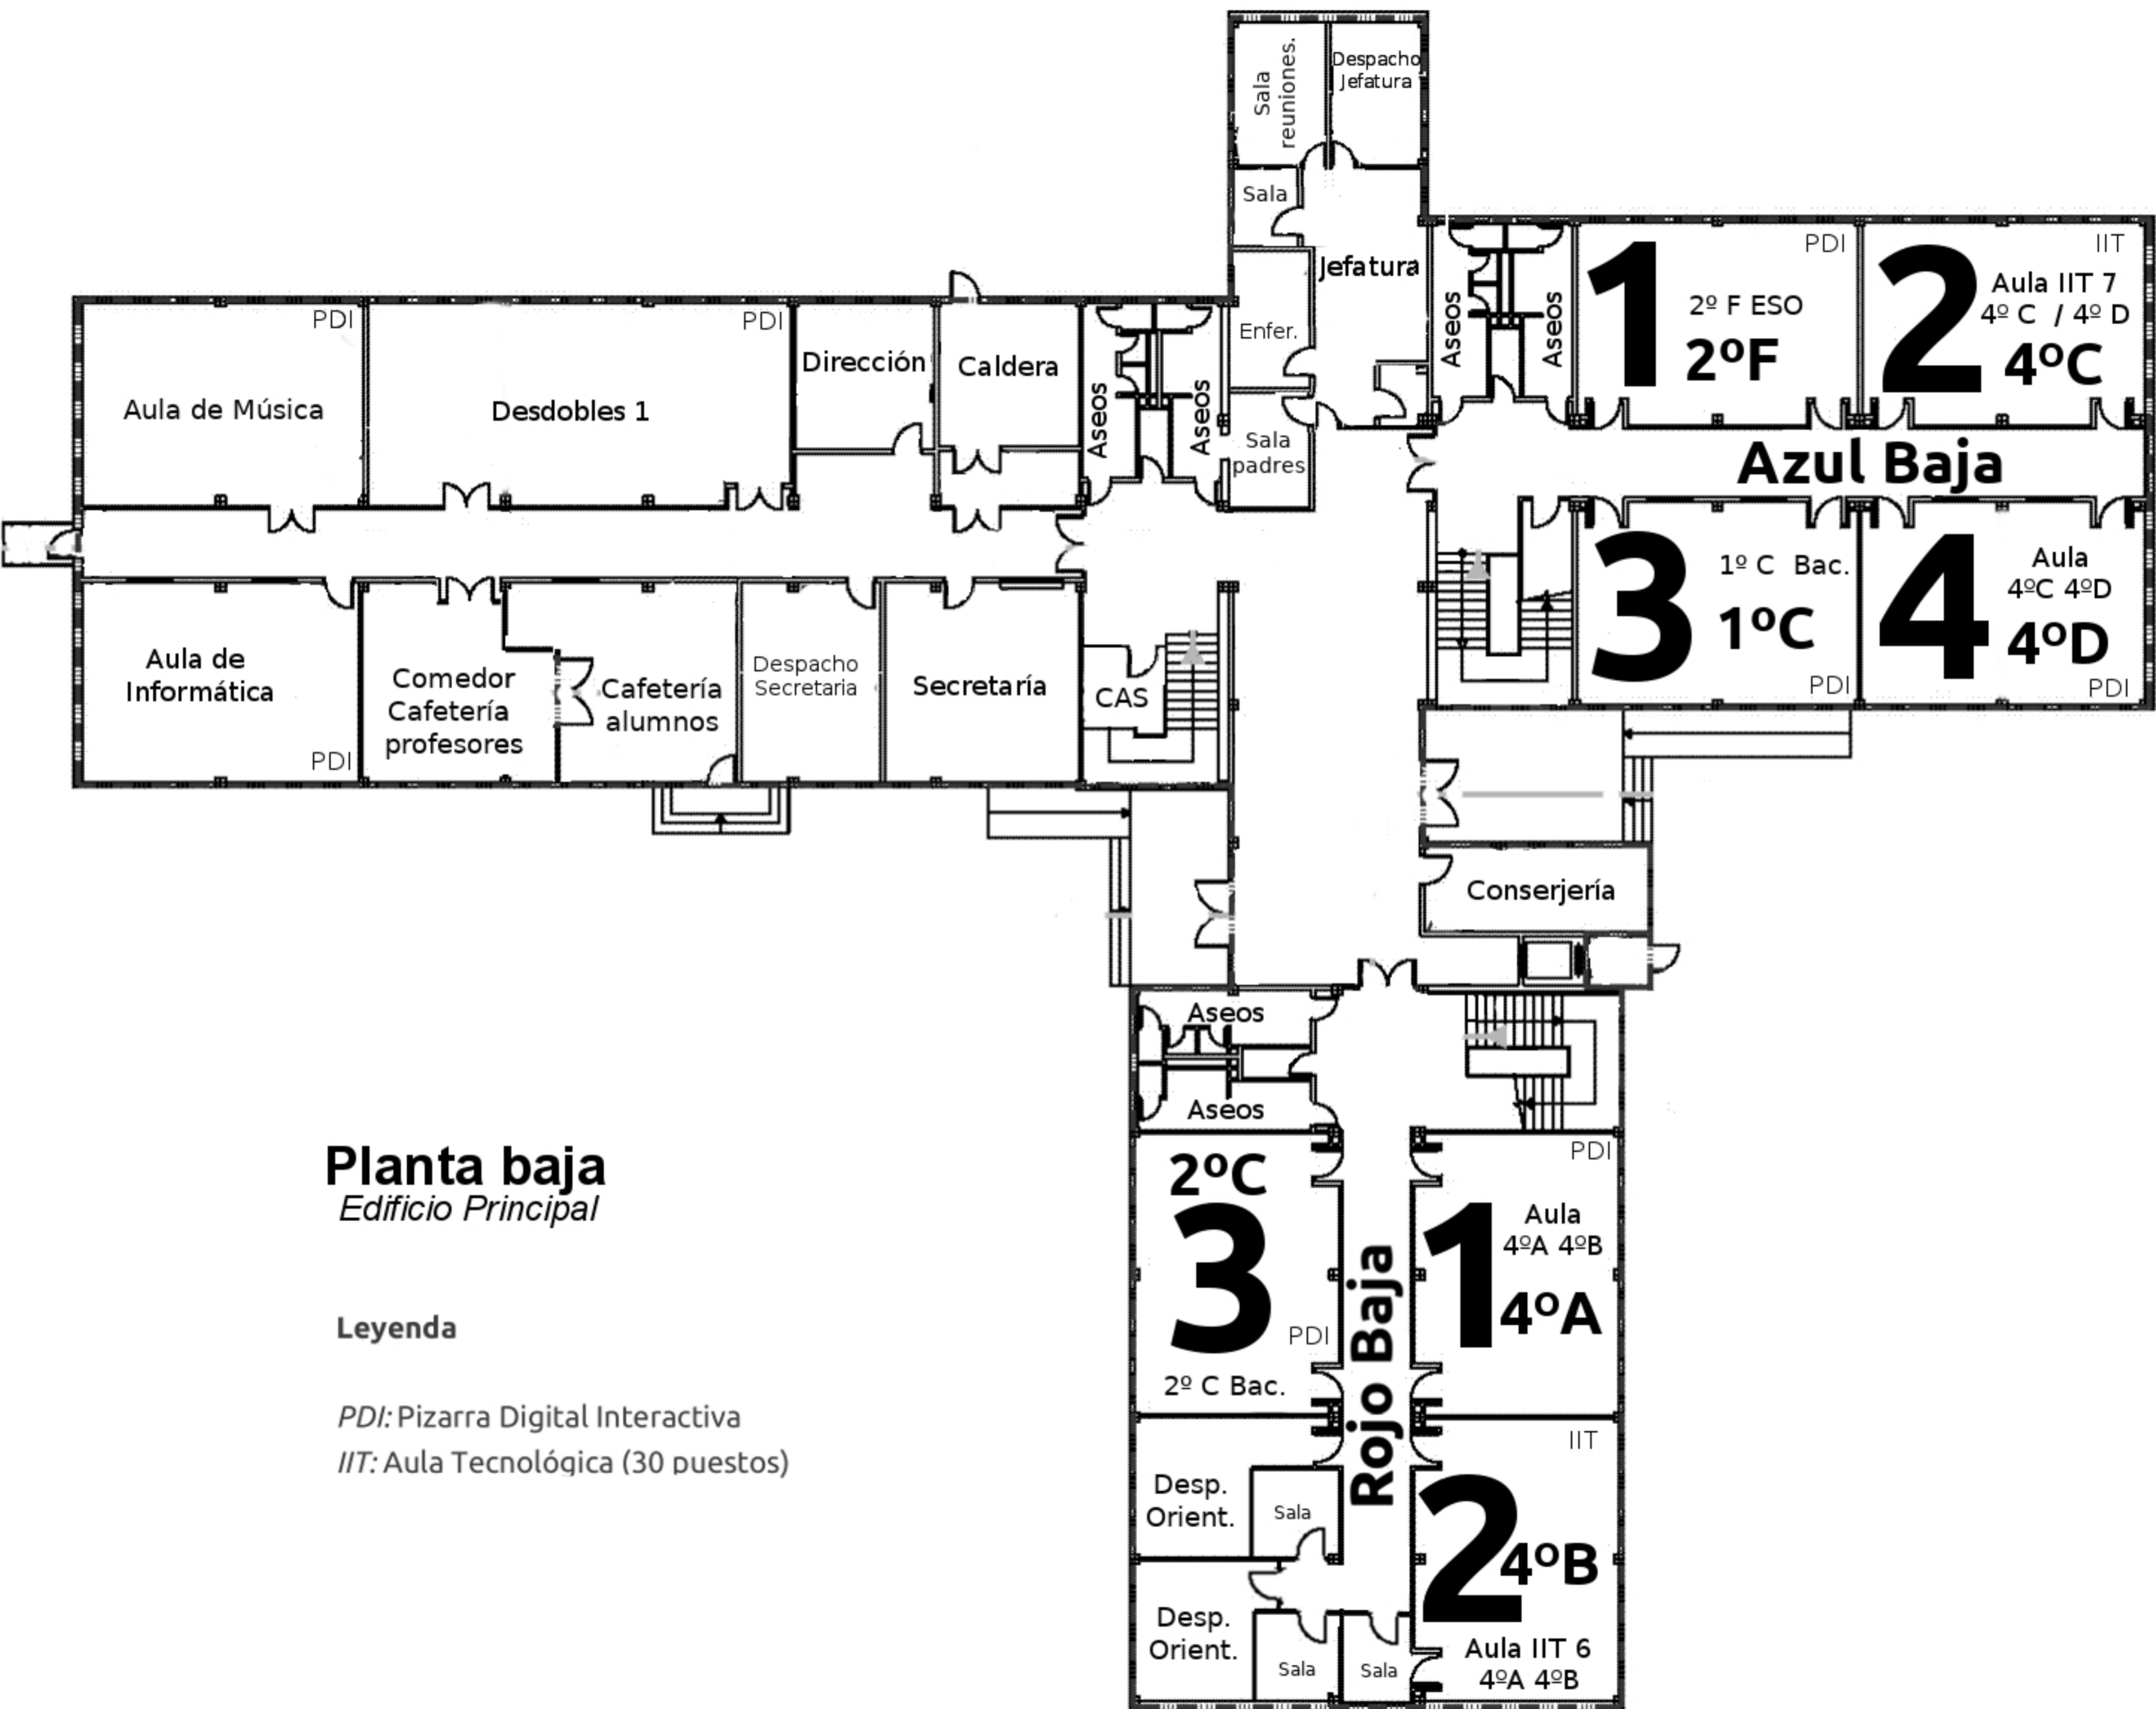 Sala
reuniones.
Despacho
Jefatura
Sala
Jefatura
Enfer.
Sala
padres
Aseos
Aseos
1
PDI
2º F ESO
2ºF
2
IIT
Aula IIT 7
4º C / 4º D
4ºC
Azul Baja
3
1º C Bac.
1ºC
PDI
4
Aula
4ºC 4ºD
4ºD
PDI
PDI
Aula de Música
PDI
Desdobles 1
Dirección
Caldera
Aseos
Aseos
Aula de
Informática
PDI
Comedor
Cafetería
profesores
Cafetería
alumnos
Despacho
Secretaria
Secretaría
CAS
Conserjería
Aseos
Aseos
2ºC
3
PDI
2º C Bac.
Rojo Baja
PDI
1
Aula
4ºA 4ºB
4ºA
Desp.
Orient.
Sala
Desp.
Orient.
Sala
Sala
IIT
2
4ºB
Aula IIT 6
4ºA 4ºB
Planta baja
Edificio Principal
Leyenda
PDI: Pizarra Digital Interactiva
IIT: Aula Tecnológica (30 puestos)